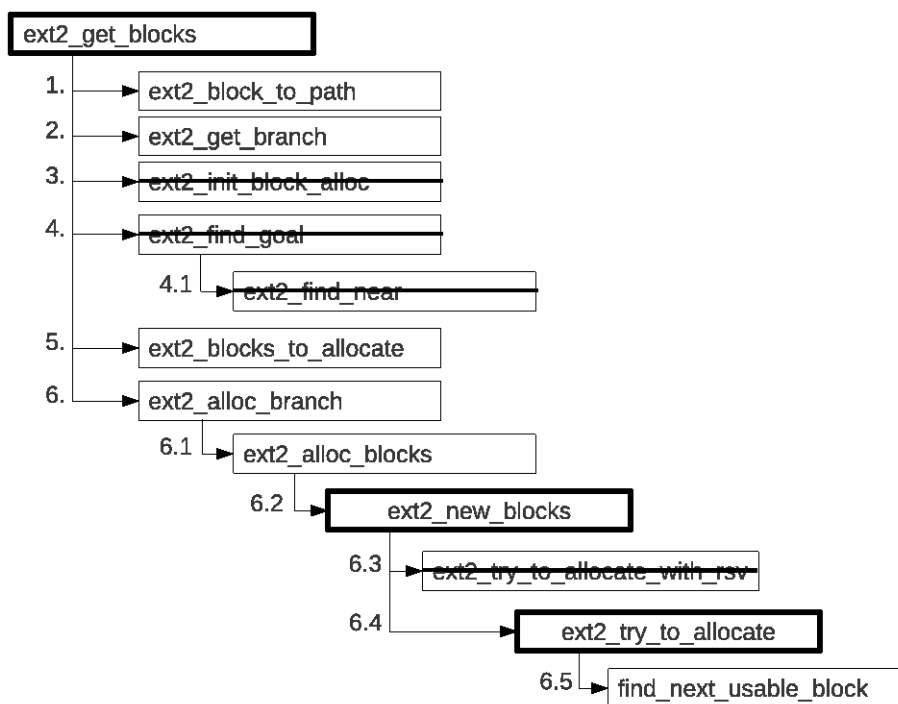 ext2_get_blocks
1. ext2_block_to_path
2. ext2_get_branch
3. ext2_init_block_alloc
4. ext2_find_goal
4.1 ext2_find_near
5. ext2_blocks_to_allocate
6. ext2_alloc_branch
6.1 ext2_alloc_blocks
6.2 ext2_new_blocks
6.3 ext2_try_to_allocate_with_rsv
6.4 ext2_try_to_allocate
6.5 find_next_usable_block